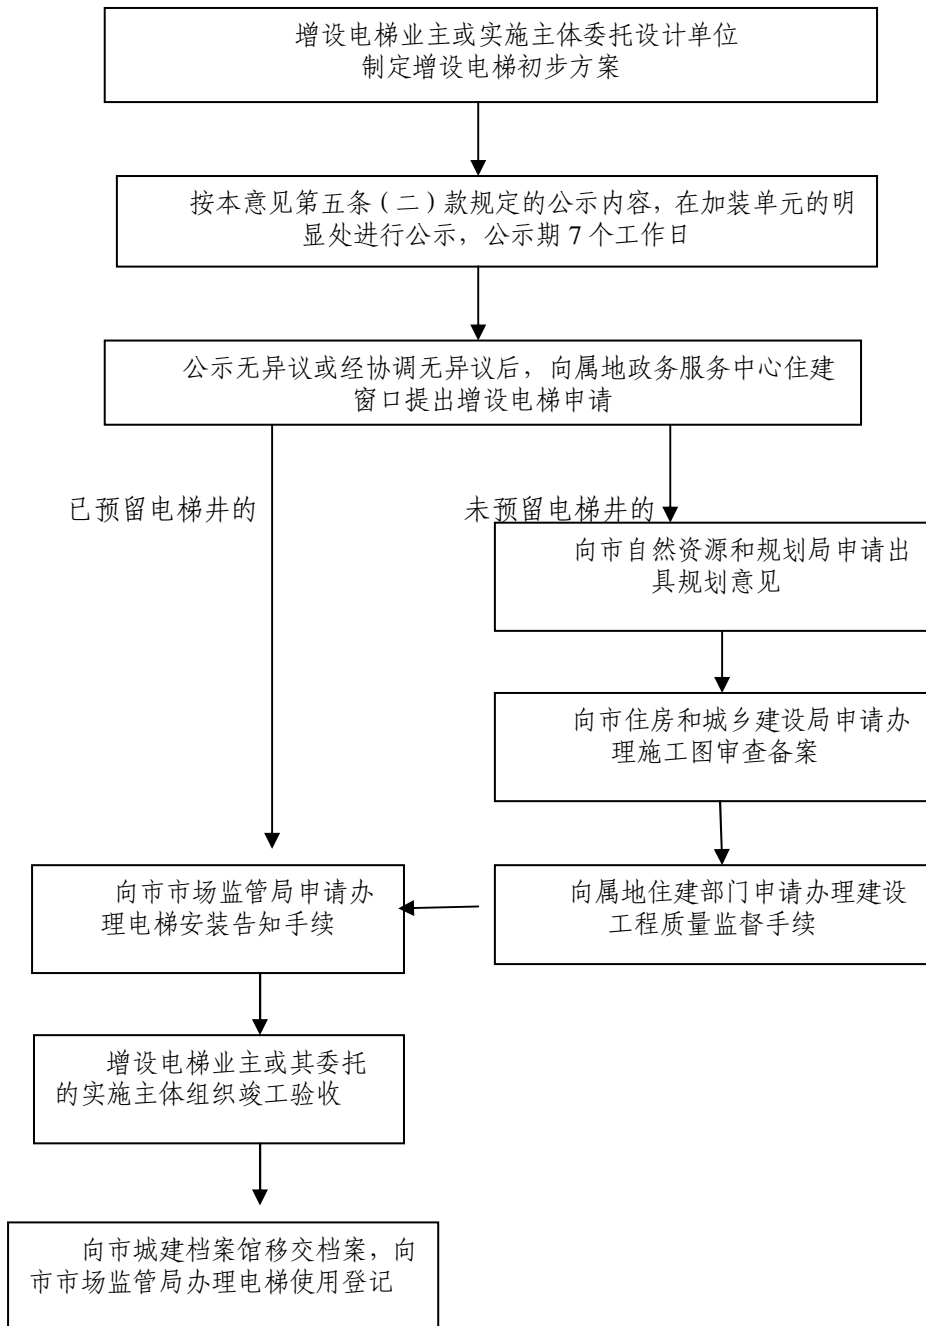 增设电梯业主或实施主体委托设计单位
制定增设电梯初步方案
按本意见第五条（二）款规定的公示内容，在加装单元的明
显处进行公示，公示期 7 个工作日
公示无异议或经协调无异议后，向属地政务服务中心住建
窗口提出增设电梯申请
已预留电梯井的
未预留电梯井的
向市自然资源和规划局申请出
具规划意见
向市住房和城乡建设局申请办
理施工图审查备案
向市市场监管局申请办
理电梯安装告知手续
向属地住建部门申请办理建设
工程质量监督手续
增设电梯业主或其委托
的实施主体组织竣工验收
向市城建档案馆移交档案，向
市市场监管局办理电梯使用登记